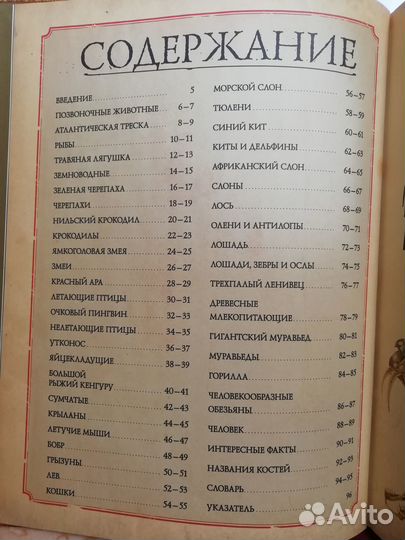 СОДЕРЖАНИЕ
ВВЕДЕНИЕ 5
ПОЗВОНОЧНЫЕ ЖИВОТНЫЕ 6–7
АТЛАНТИЧЕСКАЯ ТРЕСКА 8–9
РЫБЫ 10–11
ТРАВЯНАЯ ЛЯГУШКА 12–13
ЗЕМНОВОДНЫЕ 14–15
ЗЕЛЕНАЯ ЧЕРЕПАХА 16–17
ЧЕРЕПАХИ 18–19
НИЛЬСКИЙ КРОКОДИЛ 20–21
КРОКОДИЛЫ 22–23
ЯМКОГОЛОВАЯ ЗМЕЯ 24–25
ЗМЕИ 26–27
КРАСНЫЙ АРА 28–29
ЛЕТАЮЩИЕ ПТИЦЫ 30–31
ОЧКОВЫЙ ПИНГВИН 32–33
НЕЛЕТАЮЩИЕ ПТИЦЫ 34–35
УТКОНОС 36–37
ЯЙЦЕКЛАДУЩИЕ 38–39
БОЛЬШОЙ
РЫЖИЙ КЕНГУРУ 40–41
СУМЧАТЫЕ 42–43
КРЫЛАНЫ 44–45
ЛЕТУЧИЕ МЫШИ 46–47
БОБР 48–49
ГРЫЗУНЫ 50–51
ЛЕВ 52–53
КОШКИ 54–55
МОРСКОЙ СЛОН 56–57
ТЮЛЕНИ 58–59
СИНИЙ КИТ 60–61
КИТЫ И ДЕЛЬФИНЫ 62–63
АФРИКАНСКИЙ СЛОН 64–65
СЛОНЫ 66–67
ЛОСЬ 68–69
ОЛЕНИ И АНТИЛОПЫ 70–71
ЛОШАДЬ 72–73
ЛОШАДИ, ЗЕБРЫ И ОСЛЫ 74–75
ТРЕХПАЛЫЙ ЛЕНИВЕЦ 76–77
ДРЕВЕСНЫЕ
МЛЕКОПИТАЮЩИЕ 78–79
ГИГАНТСКИЙ МУРАВЬЕД 80–81
МУРАВЬЕДЫ 82–83
ГОРИЛЛА 84–85
ЧЕЛОВЕКООБРАЗНЫЕ
ОБЕЗЬЯНЫ 86–87
ЧЕЛОВЕК 88–89
ИНТЕРЕСНЫЕ ФАКТЫ 90–91
НАЗВАНИЯ КОСТЕЙ 92–93
СЛОВАРЬ 94–95
УКАЗАТЕЛЬ 96
Avito